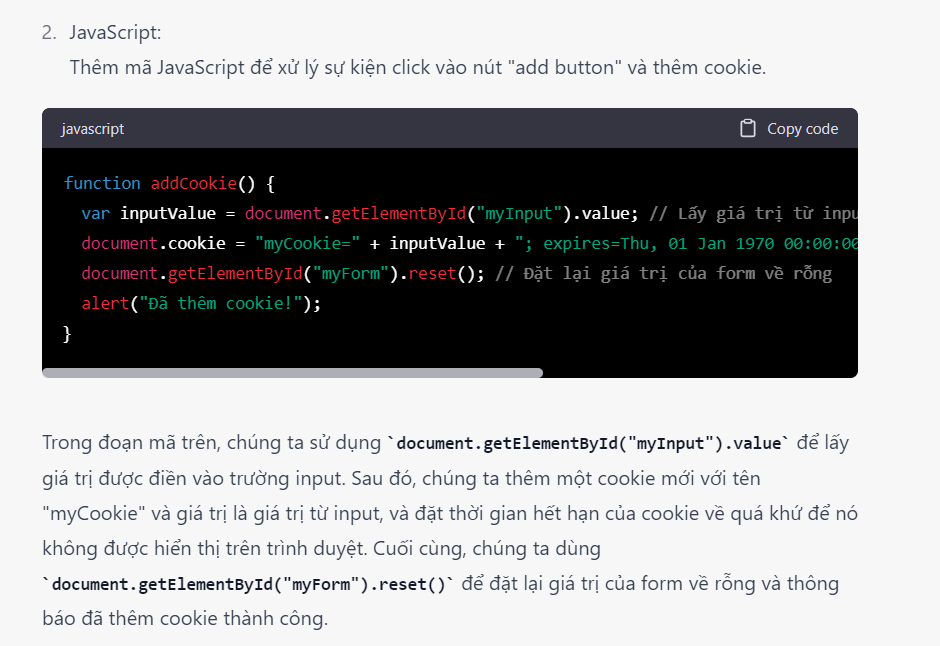 2. JavaScript:
Thêm mã JavaScript để xử lý sự kiện click vào nút "add button" và thêm cookie.
javascript
Copy code
function addCookie() {
var inputValue = document.getElementById("myInput").value; // Lấy giá trị từ inpu
document.cookie = "myCookie=" + inputValue + "; expires=Thu, 01 Jan 1970 00:00:00
document.getElementById("myForm").reset(); // Đặt lại giá trị của form về rỗng
alert("Đã thêm cookie!");
}
Trong đoạn mã trên, chúng ta sử dụng `document.getElementById("myInput").value` để lấy
giá trị được điền vào trường input. Sau đó, chúng ta thêm một cookie mới với tên
"myCookie" và giá trị là giá trị từ input, và đặt thời gian hết hạn của cookie về quá khứ để nó
không được hiển thị trên trình duyệt. Cuối cùng, chúng ta dùng
`document.getElementById("myForm").reset()` để đặt lại giá trị của form về rỗng và thông
báo đã thêm cookie thành công.